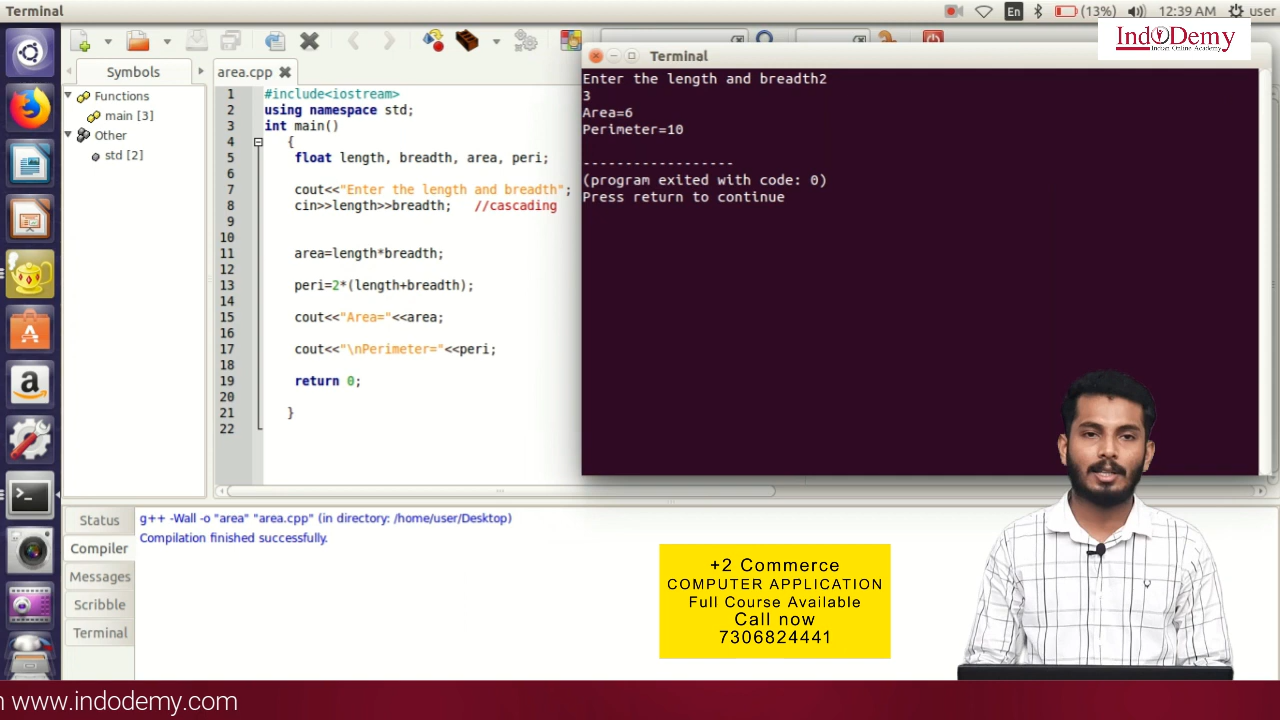 Terminal
En
(13%)
12:39 AM
user
INDODEMY
Indian Online Academy
Symbols
area.cpp
Functions
main [3]
Other
std [2]
1 #include<iostream>
2 using namespace std;
3 int main()
4 {
5 float length, breadth, area, peri;
6
7 cout<<"Enter the length and breadth";
8 cin>>length>>breadth; //cascading
9
10
11 area=length*breadth;
12
13 peri=2*(length+breadth);
14
15 cout<<"Area="<<area;
16
17 cout<<"\nPerimeter="<<peri;
18
19 return 0;
20
21 }
22
Terminal
Enter the length and breadth2
3
Area=6
Perimeter=10
------------------
(program exited with code: 0)
Press return to continue
Status
Compiler
Messages
Scribble
Terminal
g++ -Wall -o "area" "area.cpp" (in directory: /home/user/Desktop)
Compilation finished successfully.
+2 Commerce
COMPUTER APPLICATION
Full Course Available
Call now
7306824441
www.indodemy.com